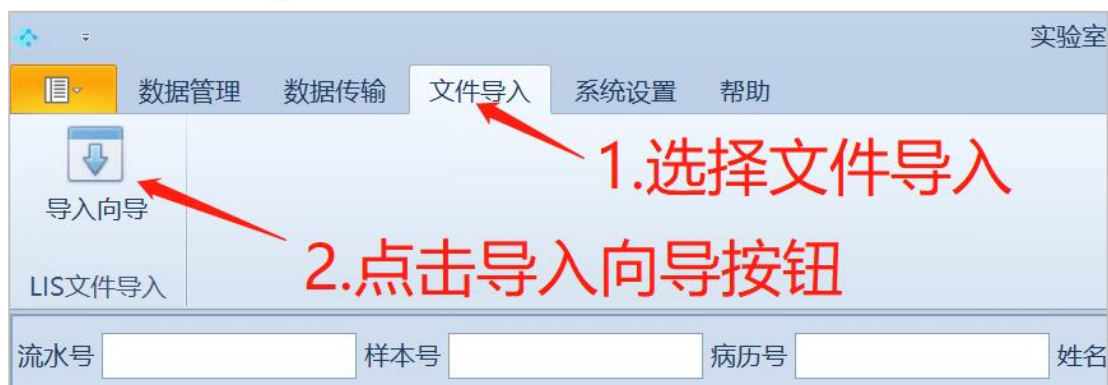 实验室
数据管理 数据传输 文件导入 系统设置 帮助
1.选择文件导入
导入向导
2.点击导入向导按钮
LIS文件导入
流水号 样本号 病历号 姓名